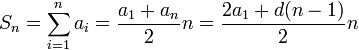 S_n = \sum_{i=1}^{n} a_i = \frac{a_1 + a_n}{2} n = \frac{2a_1 + d(n-1)}{2} n